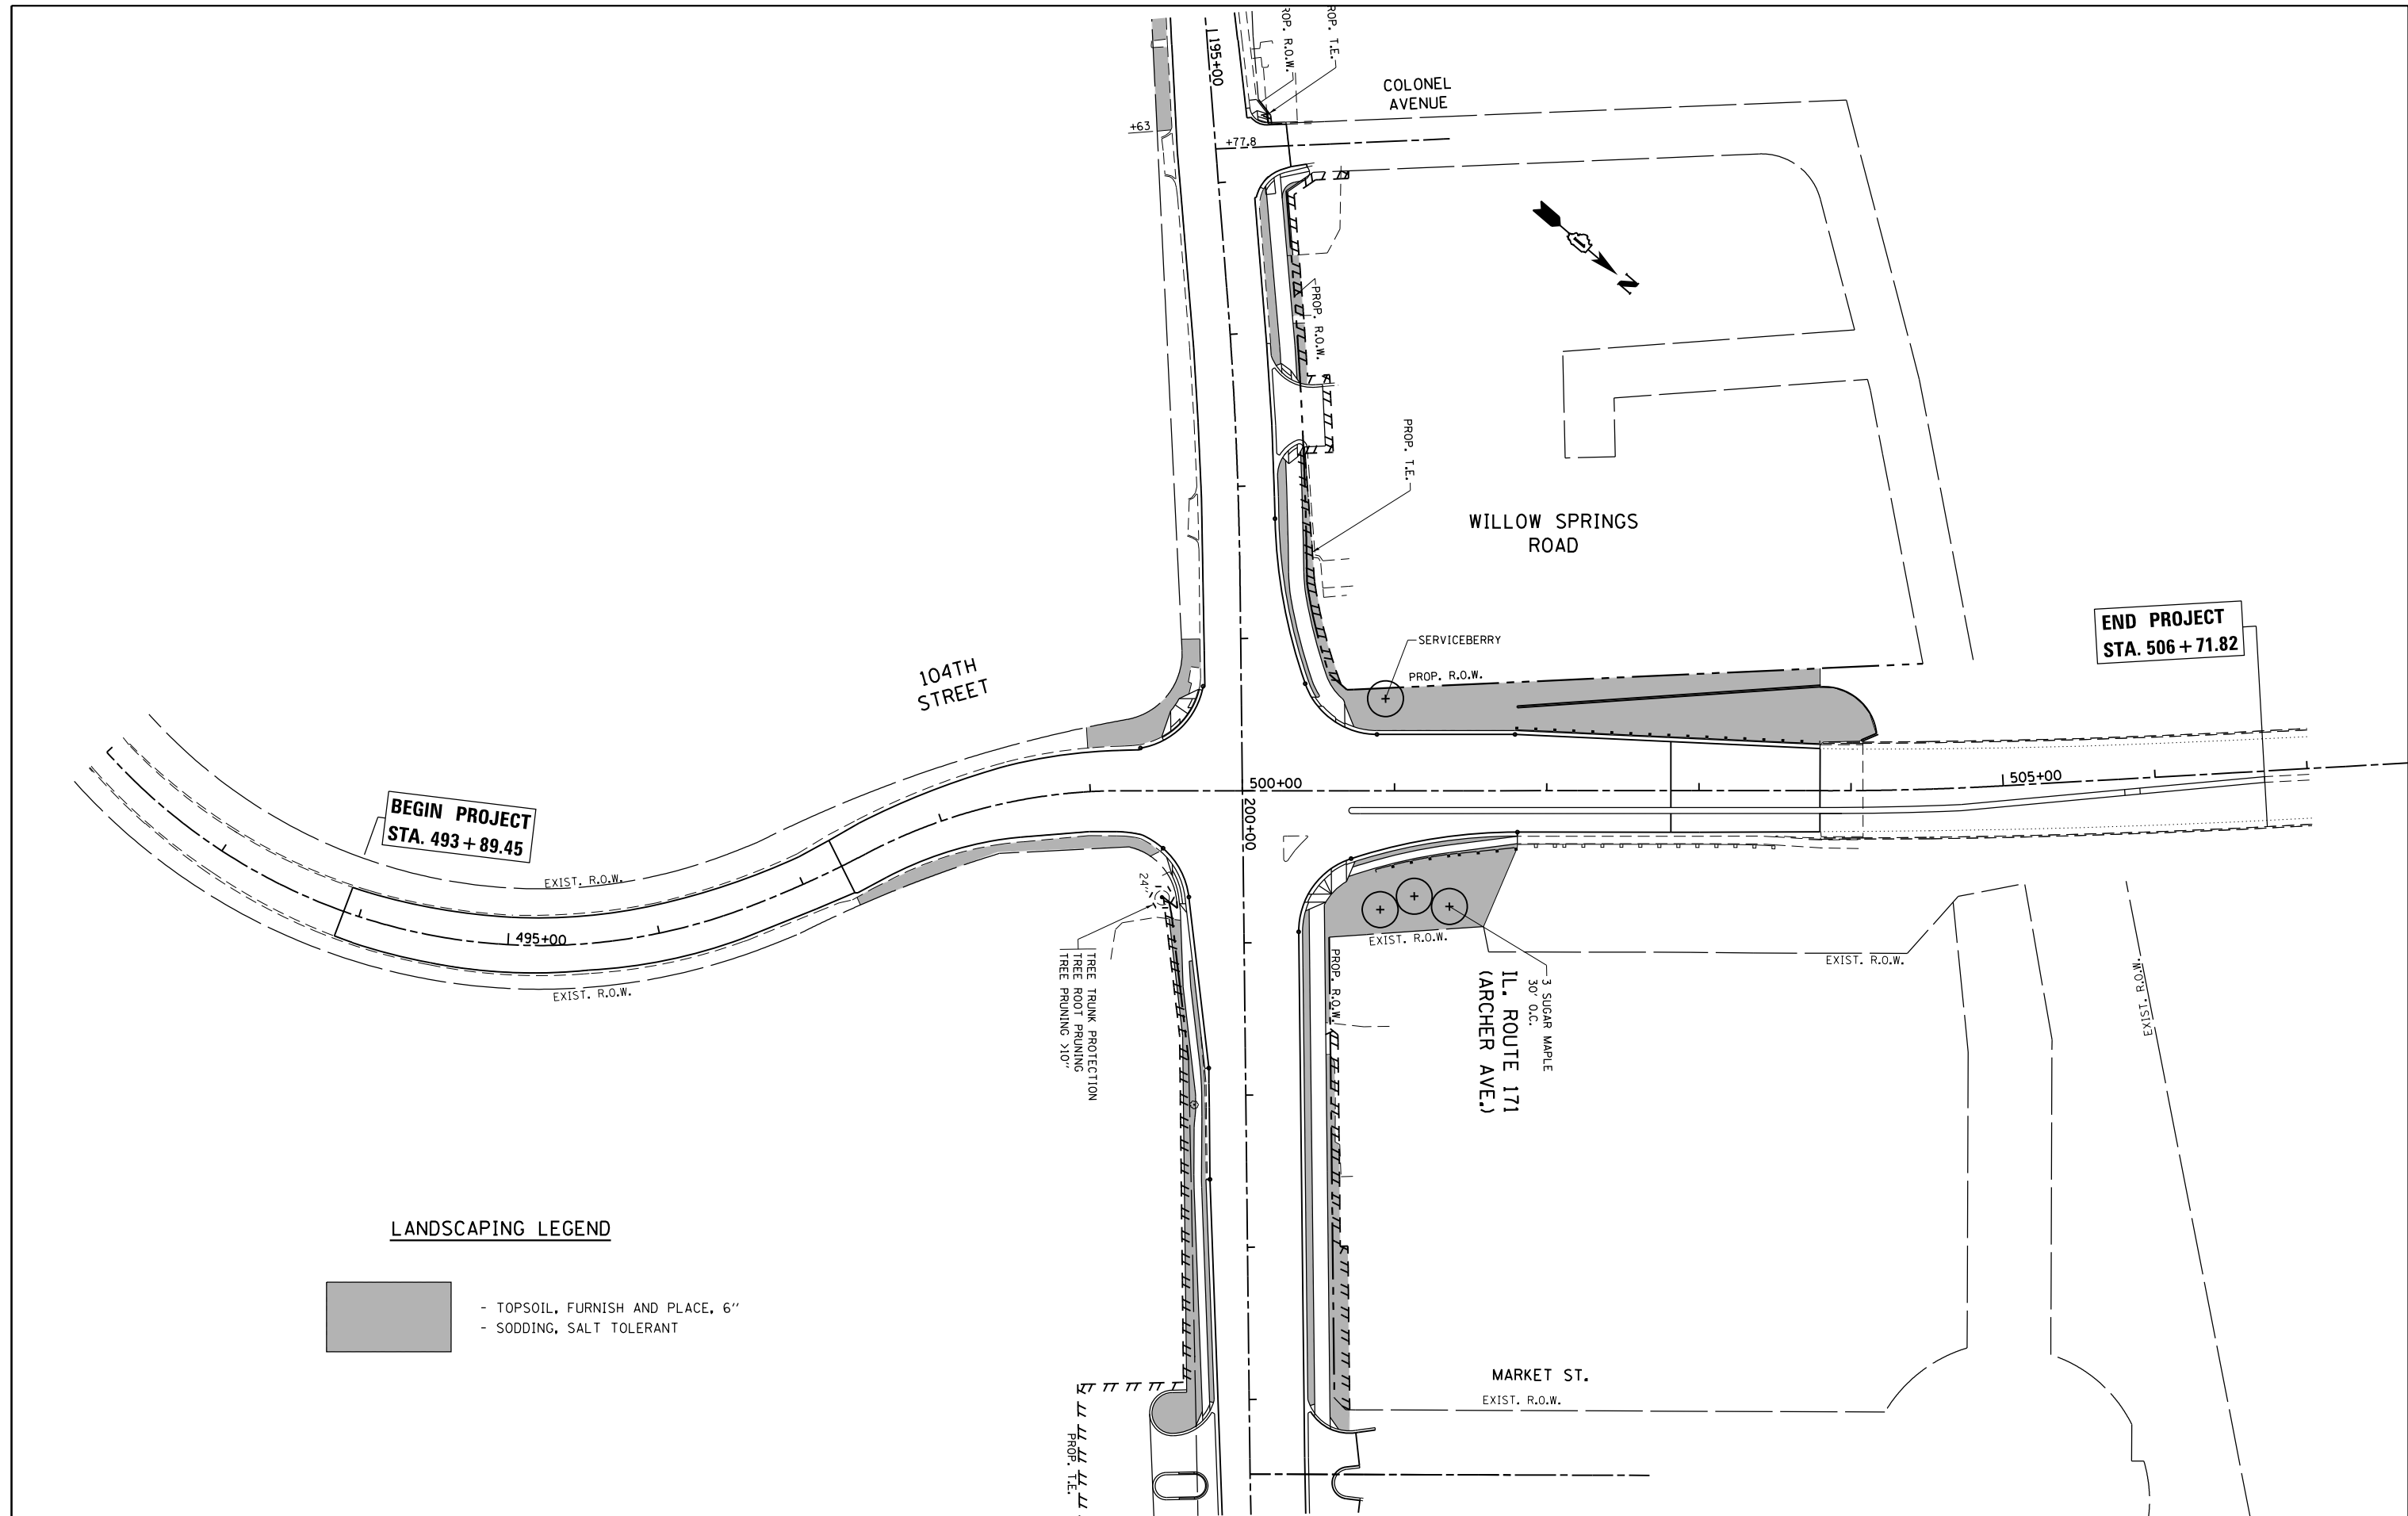 195+00
PROP. R.O.W.
PROP. T.E.
COLONEL
AVENUE
+63
+77.8
N
PROP. R.O.W.
PROP. T.E.
WILLOW SPRINGS
ROAD
SERVICEBERRY
PROP. R.O.W.
END PROJECT
STA. 506 + 71.82
104TH
STREET
BEGIN PROJECT
STA. 493 + 89.45
500+00
505+00
200+00
EXIST. R.O.W.
495+00
EXIST. R.O.W.
24"
TREE TRUNK PROTECTION
TREE ROOT PRUNING
TREE PRUNING >10"
EXIST. R.O.W.
PROP. R.O.W.
3 SUGAR MAPLE
30' O.C.
IL. ROUTE 171
(ARCHER AVE.)
EXIST. R.O.W.
EXIST. R.O.W.
LANDSCAPING LEGEND
- TOPSOIL, FURNISH AND PLACE, 6"
- SODDING, SALT TOLERANT
MARKET ST.
EXIST. R.O.W.
PROP. T.E.